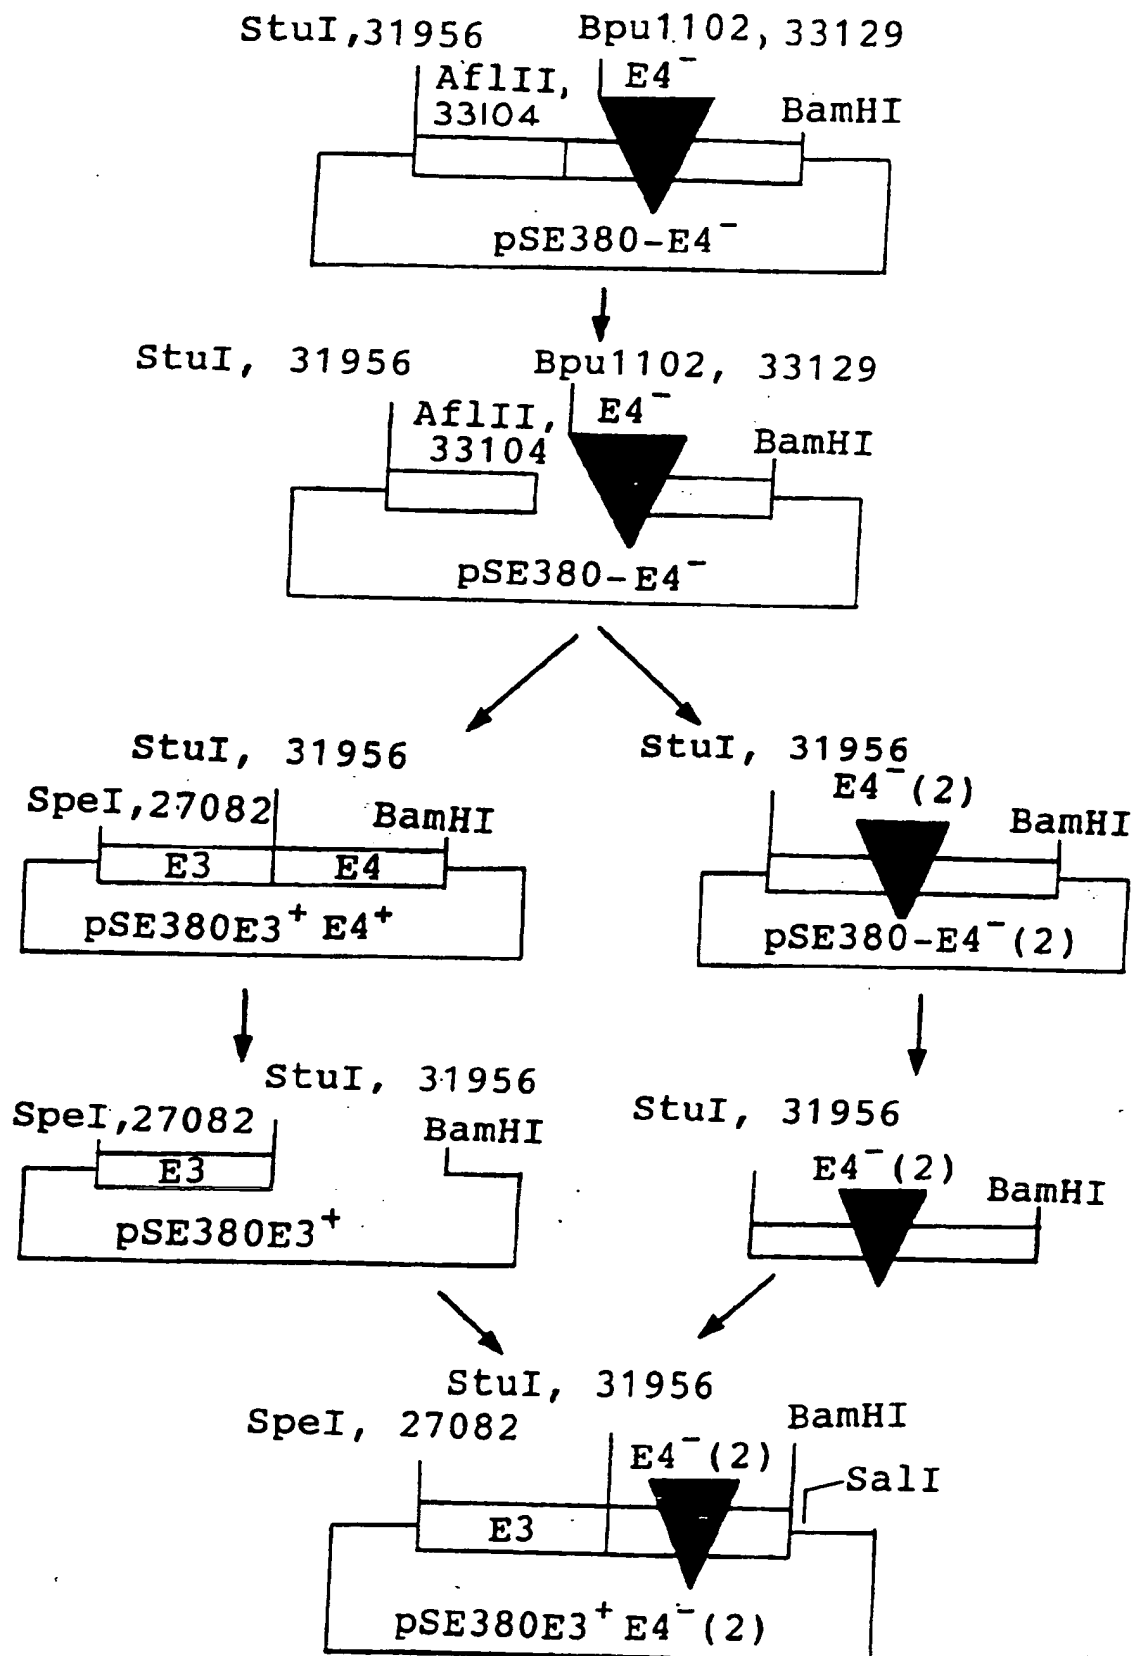 StuI,31956
Bpu1102, 33129
AflII,
33104
E4⁻
BamHI
pSE380-E4⁻
StuI, 31956
Bpu1102, 33129
AflII,
33104
E4⁻
BamHI
pSE380-E4⁻
StuI, 31956
SpeI,27082
BamHI
E3
E4
pSE380E3⁺ E4⁺
StuI, 31956
E4⁻(2)
BamHI
pSE380-E4⁻(2)
StuI, 31956
SpeI,27082
BamHI
E3
pSE380E3⁺
StuI, 31956
E4⁻(2)
BamHI
StuI, 31956
SpeI, 27082
BamHI
E4⁻(2)
SalI
E3
pSE380E3⁺E4⁻(2)